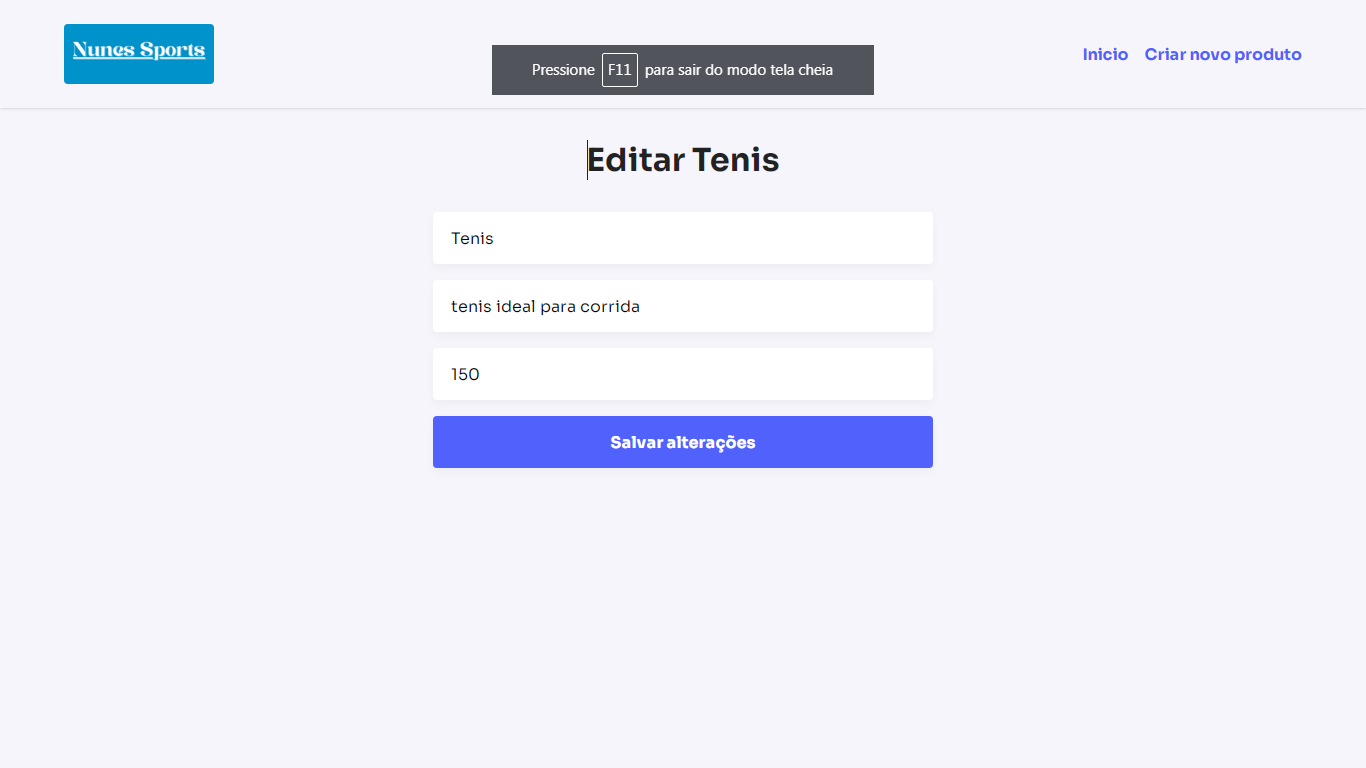 Nunes Sports
Pressione F11 para sair do modo tela cheia
Inicio Criar novo produto
Editar Tenis
Tenis
tenis ideal para corrida
150
Salvar alterações